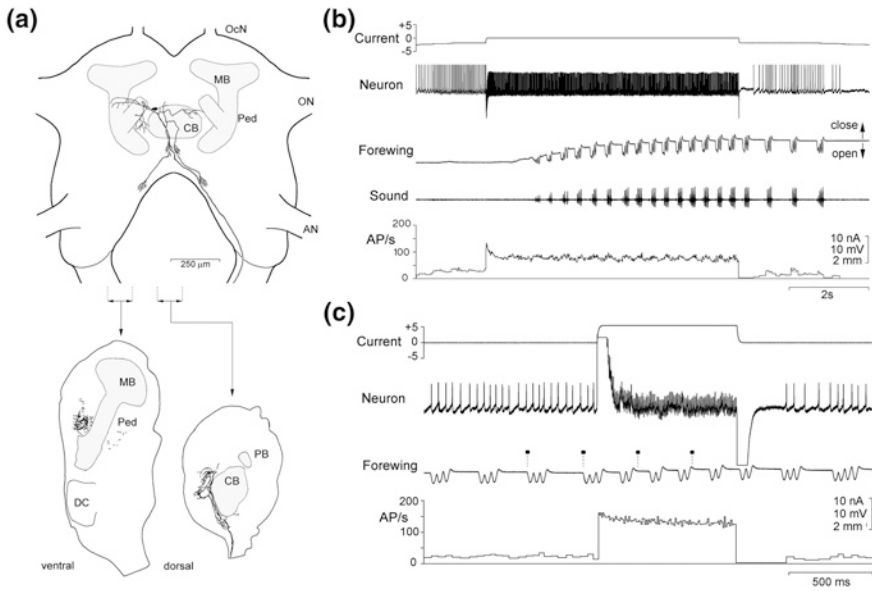 (a)
OcN
MB
ON
Ped
CB
AN
250 µm
MB
Ped
PB
CB
DC
ventral
dorsal
(b)
Current
+5
0
-5
Neuron
Forewing
close
open
Sound
AP/s
200
100
0
10 nA
10 mV
2 mm
2s
(c)
Current
+5
0
-5
Neuron
Forewing
AP/s
200
100
0
10 nA
10 mV
2 mm
500 ms